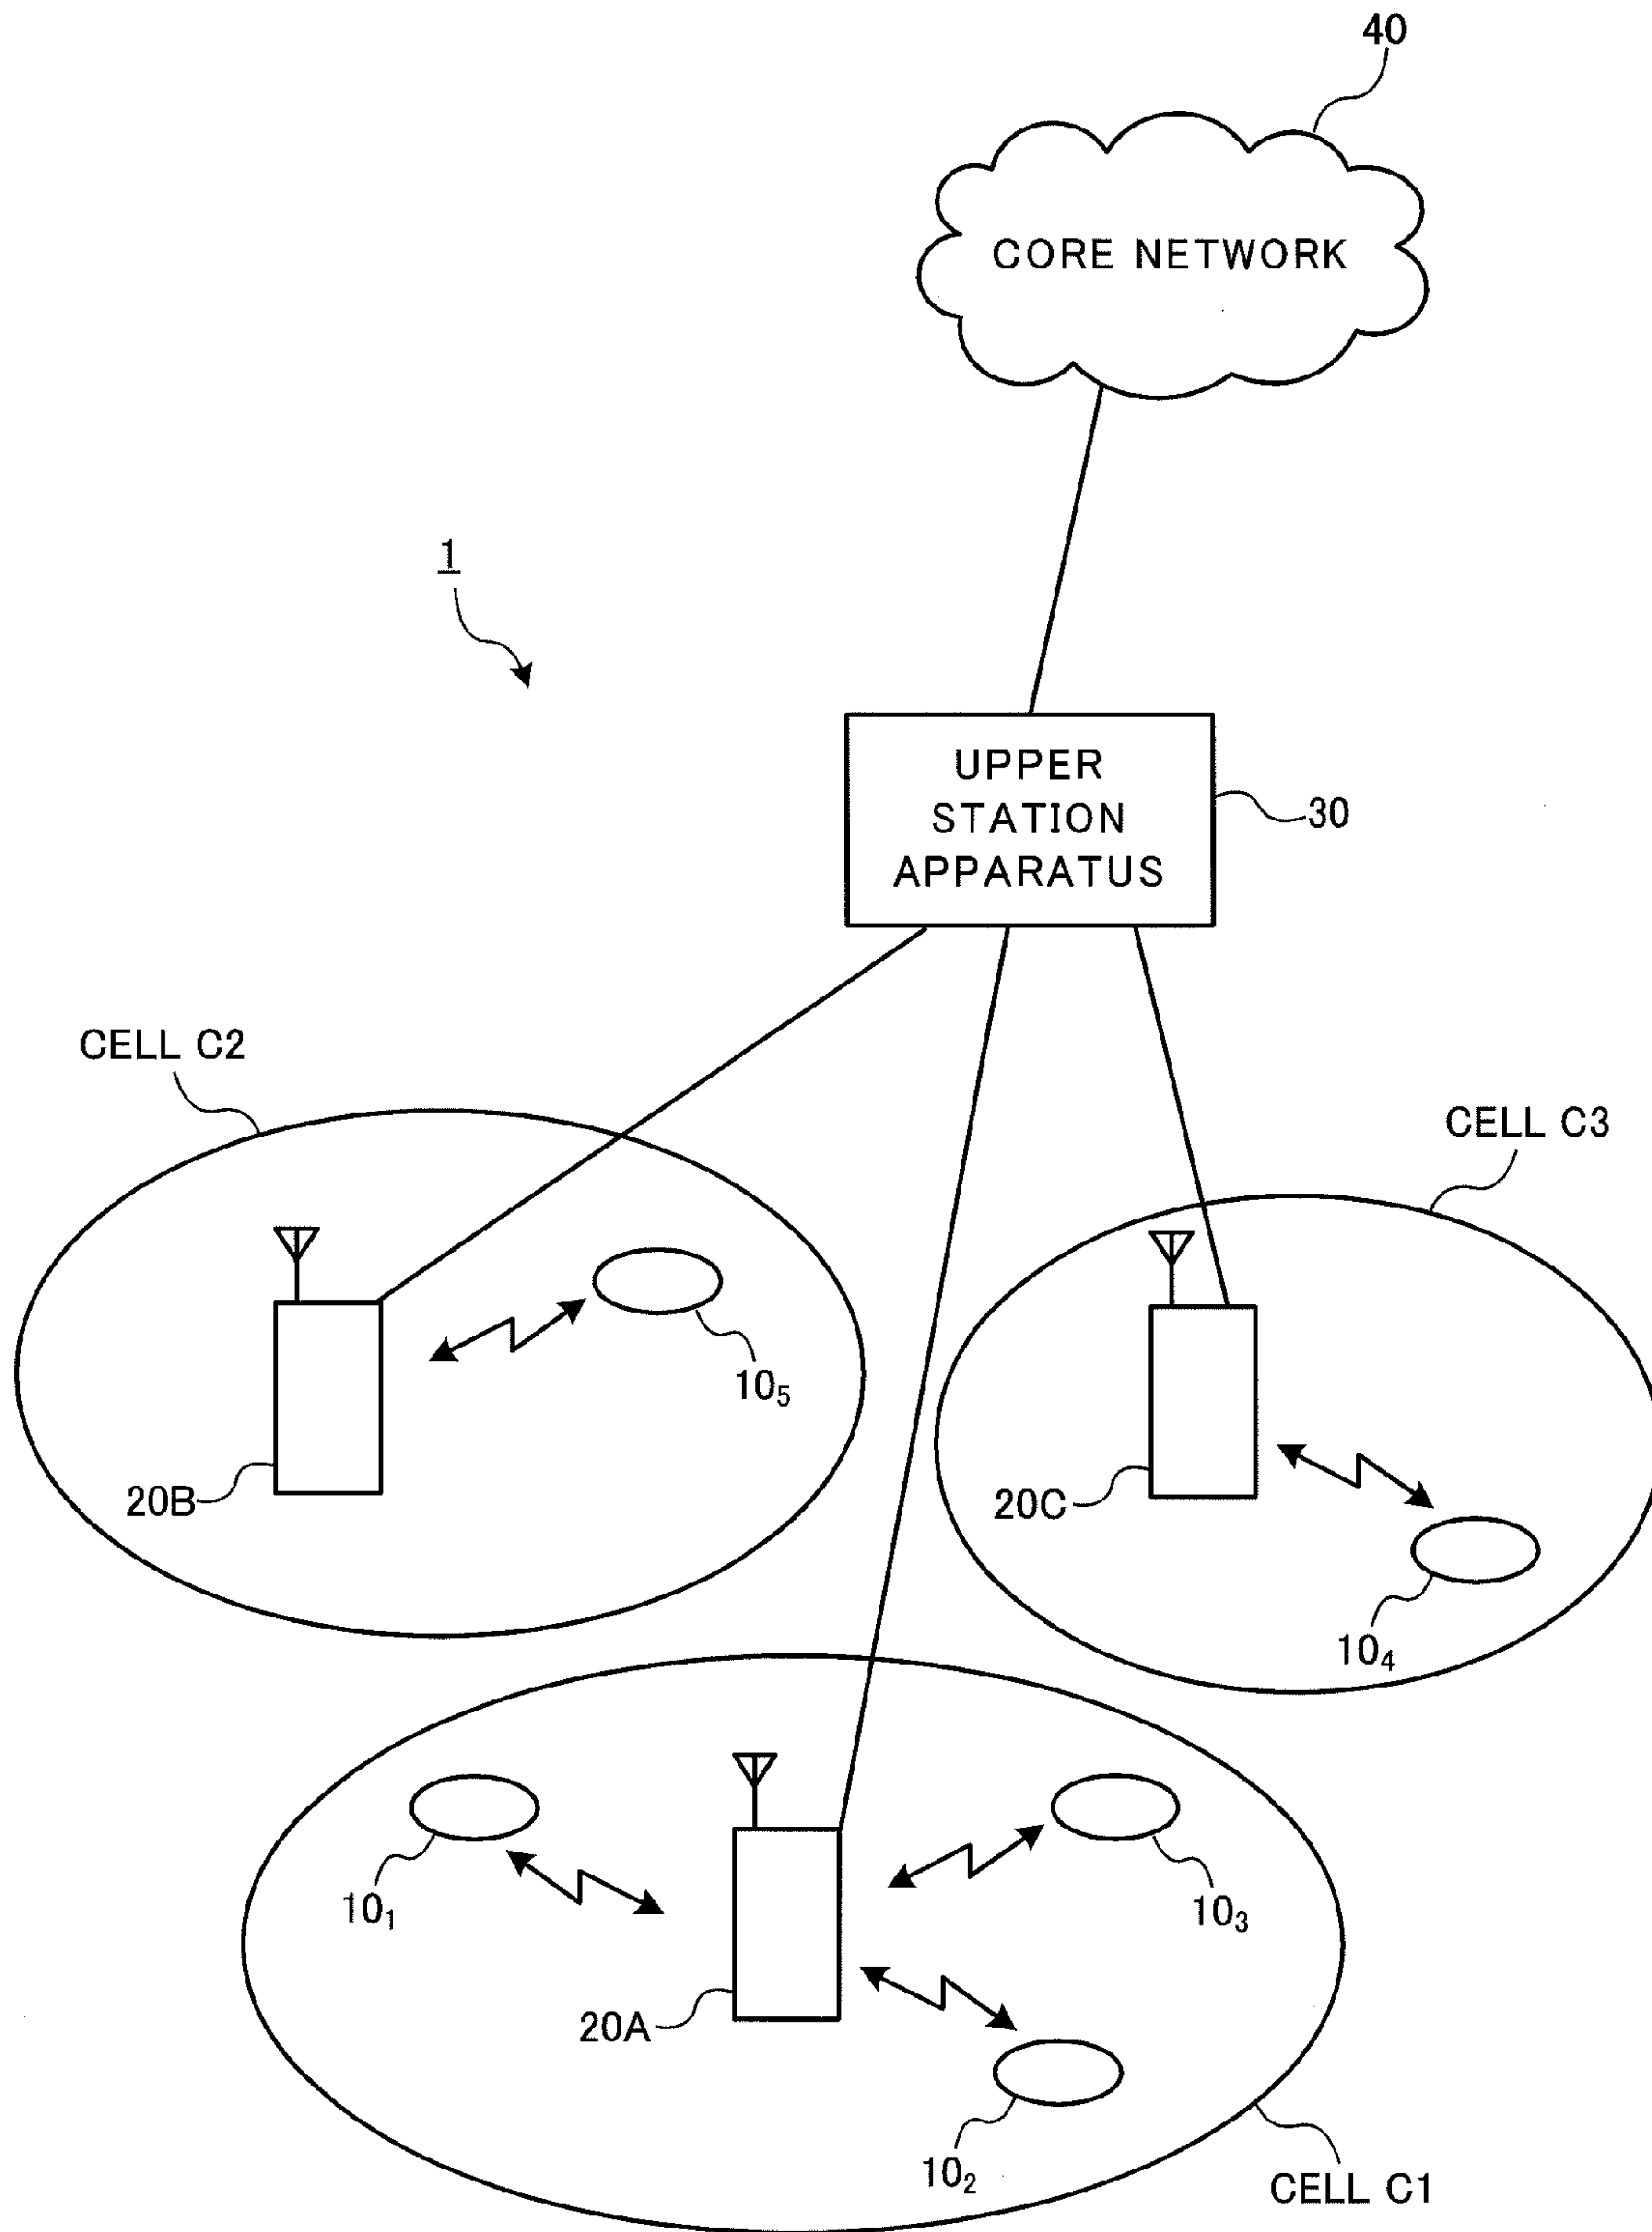 40
CORE NETWORK
1
UPPER
STATION
APPARATUS
30
CELL C2
CELL C3
10₅
20B
20C
10₄
10₁
10₃
20A
10₂
CELL C1